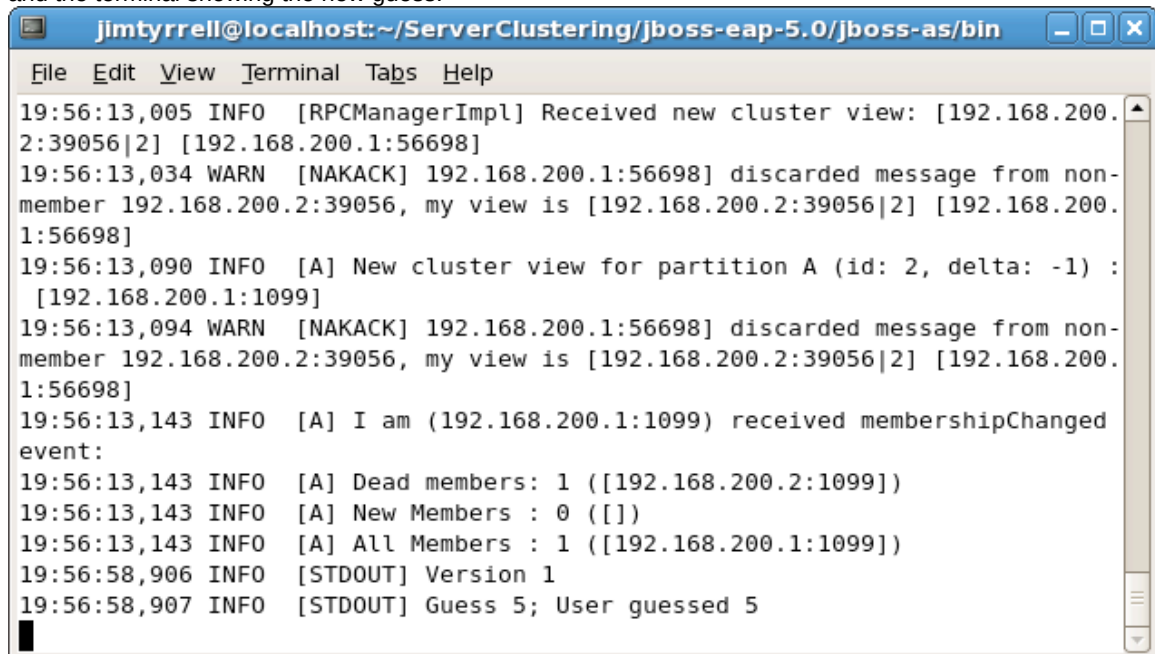 and the terminal showing the new guess.
jimtyrrell@localhost:~/ServerClustering/jboss-eap-5.0/jboss-as/bin
File Edit View Terminal Tabs Help
19:56:13,005 INFO  [RPCManagerImpl] Received new cluster view: [192.168.200.
2:39056|2] [192.168.200.1:56698]
19:56:13,034 WARN  [NAKACK] 192.168.200.1:56698] discarded message from non-
member 192.168.200.2:39056, my view is [192.168.200.2:39056|2] [192.168.200.
1:56698]
19:56:13,090 INFO  [A] New cluster view for partition A (id: 2, delta: -1) :
 [192.168.200.1:1099]
19:56:13,094 WARN  [NAKACK] 192.168.200.1:56698] discarded message from non-
member 192.168.200.2:39056, my view is [192.168.200.2:39056|2] [192.168.200.
1:56698]
19:56:13,143 INFO  [A] I am (192.168.200.1:1099) received membershipChanged
event:
19:56:13,143 INFO  [A] Dead members: 1 ([192.168.200.2:1099])
19:56:13,143 INFO  [A] New Members : 0 ([])
19:56:13,143 INFO  [A] All Members : 1 ([192.168.200.1:1099])
19:56:58,906 INFO  [STDOUT] Version 1
19:56:58,907 INFO  [STDOUT] Guess 5; User guessed 5